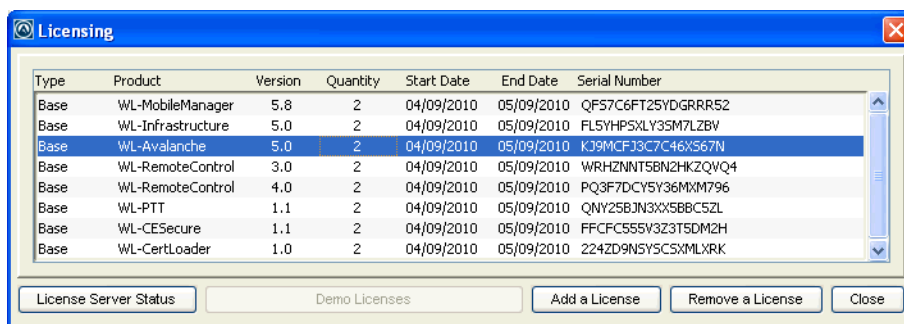 Licensing
Type Product Version Quantity Start Date End Date Serial Number
Base WL-MobileManager 5.8 2 04/09/2010 05/09/2010 QFS7C6FT25YDGRRR52
Base WL-Infrastructure 5.0 2 04/09/2010 05/09/2010 FL5YHPSXLY3SM7LZBV
Base WL-Avalanche 5.0 2 04/09/2010 05/09/2010 KJ9MCFJ3C7C46XS67N
Base WL-RemoteControl 3.0 2 04/09/2010 05/09/2010 WRHZNNT5BN2HKZQVQ4
Base WL-RemoteControl 4.0 2 04/09/2010 05/09/2010 PQ3F7DCY5Y36MXM796
Base WL-PTT 1.1 2 04/09/2010 05/09/2010 QNY25BJN3XX5BBC5ZL
Base WL-CESecure 1.1 2 04/09/2010 05/09/2010 FFCFC555V3Z3T5DM2H
Base WL-CertLoader 1.0 2 04/09/2010 05/09/2010 224ZD9N5YSCSXMLXRK
License Server Status Demo Licenses Add a License Remove a License Close